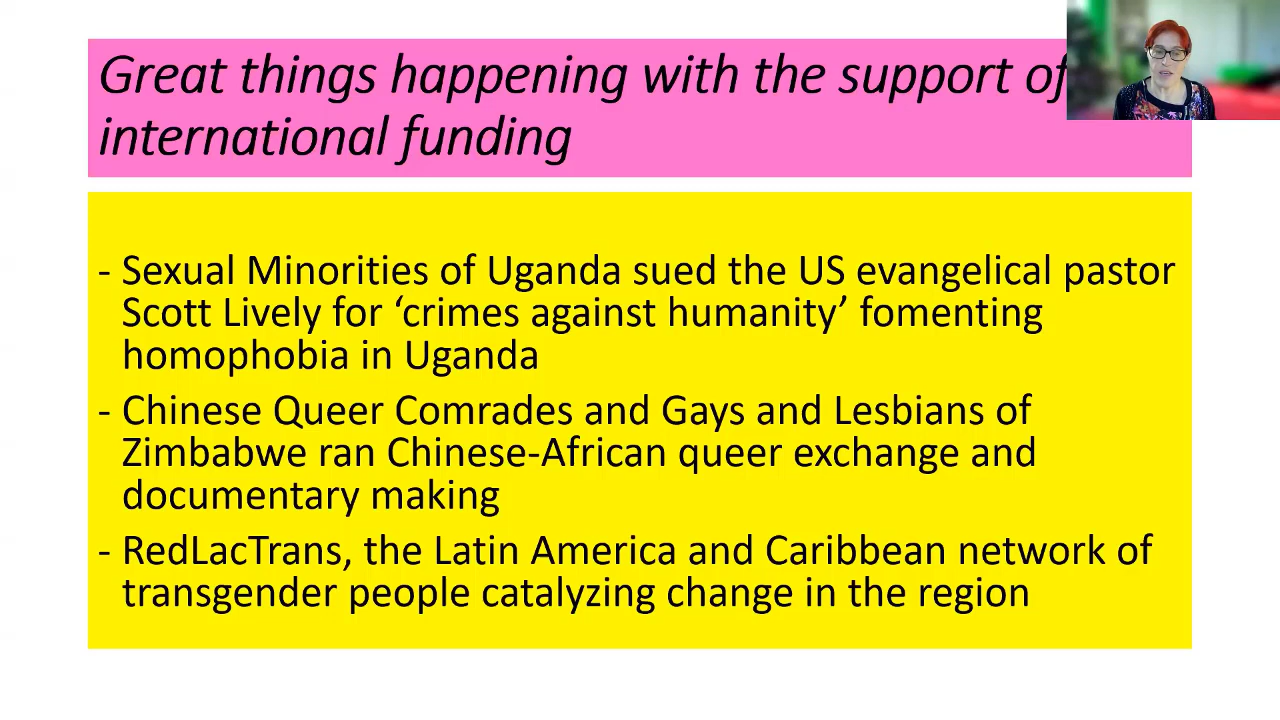 Great things happening with the support of
international funding
- Sexual Minorities of Uganda sued the US evangelical pastor
Scott Lively for ‘crimes against humanity’ fomenting
homophobia in Uganda
- Chinese Queer Comrades and Gays and Lesbians of
Zimbabwe ran Chinese-African queer exchange and
documentary making
- RedLacTrans, the Latin America and Caribbean network of
transgender people catalyzing change in the region